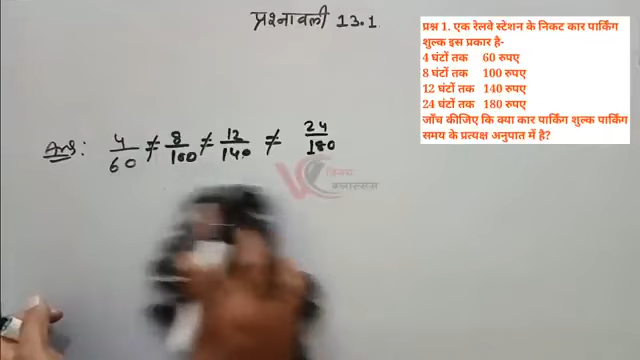 प्रश्नावली 13.1
प्रश्न 1. एक रेलवे स्टेशन के निकट कार पार्किंग
शुल्क इस प्रकार है-
4 घंटों तक 60 रुपए
8 घंटों तक 100 रुपए
12 घंटों तक 140 रुपए
24 घंटों तक 180 रुपए
जाँच कीजिए कि क्या कार पार्किंग शुल्क पार्किंग
समय के प्रत्यक्ष अनुपात में है?
Ans: 4/60 ≠ 8/100 ≠ 12/140 ≠ 24/180
विजय
क्लासेस